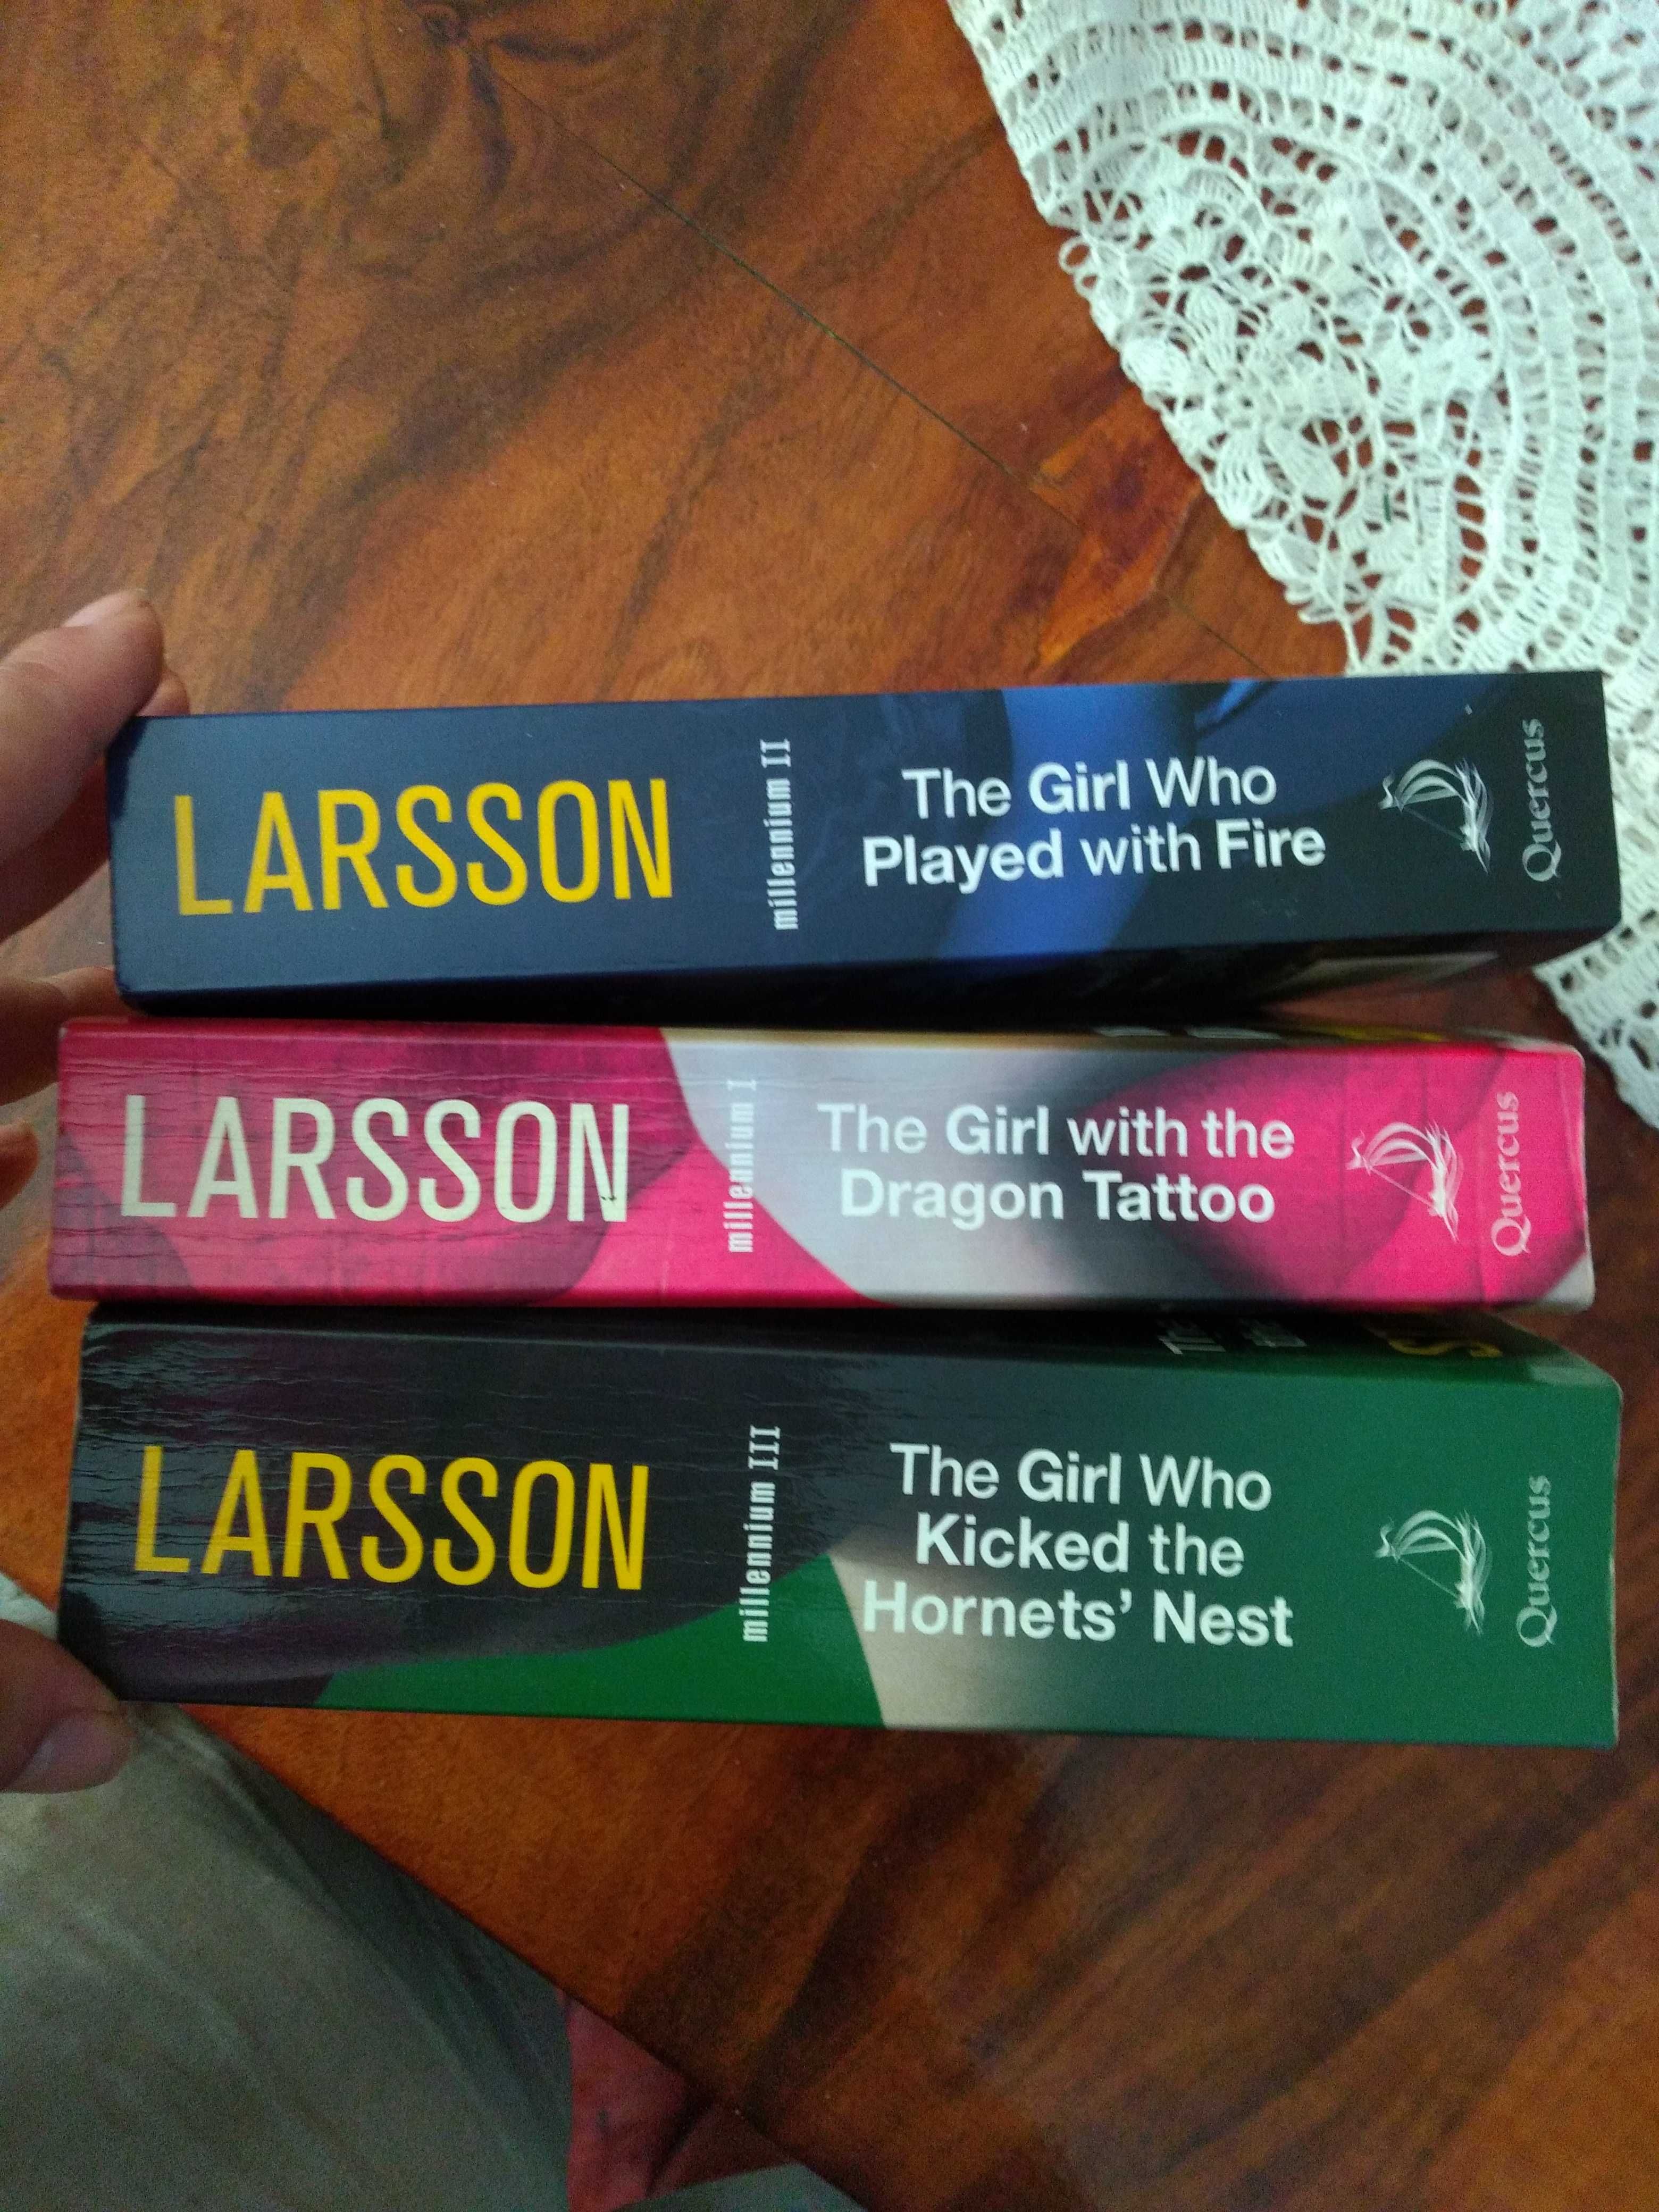 LARSSON
millennium II
The Girl Who
Played with Fire
Quercus
LARSSON
millennium I
The Girl with the
Dragon Tattoo
Quercus
LARSSON
millennium III
The Girl Who
Kicked the
Hornets' Nest
Quercus